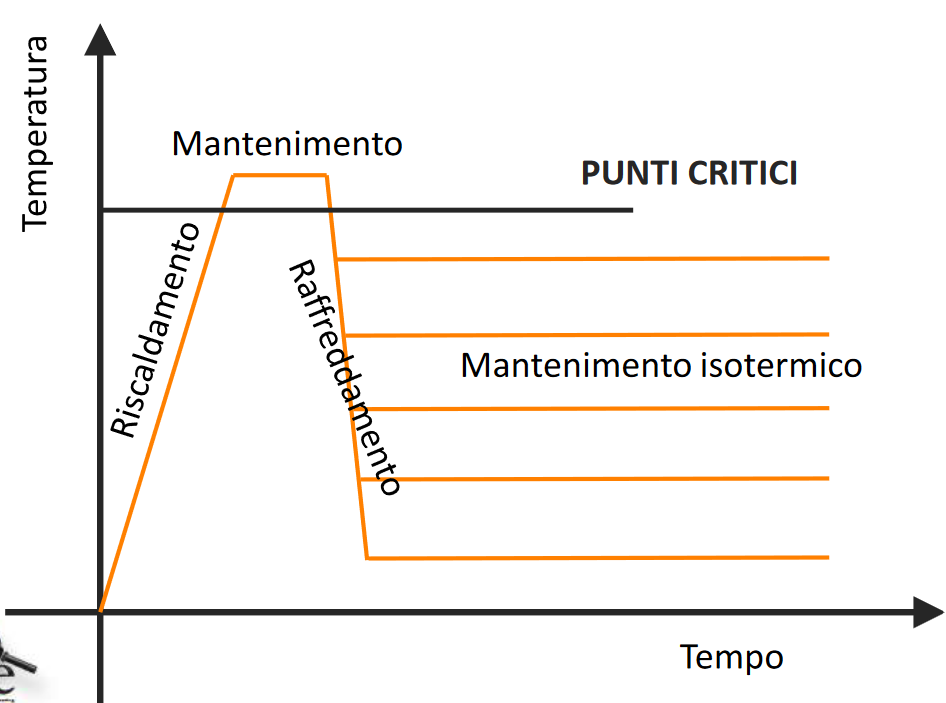 Temperatura
Mantenimento
PUNTI CRITICI
Riscaldamento
Raffreddamento
Mantenimento isotermico
Tempo